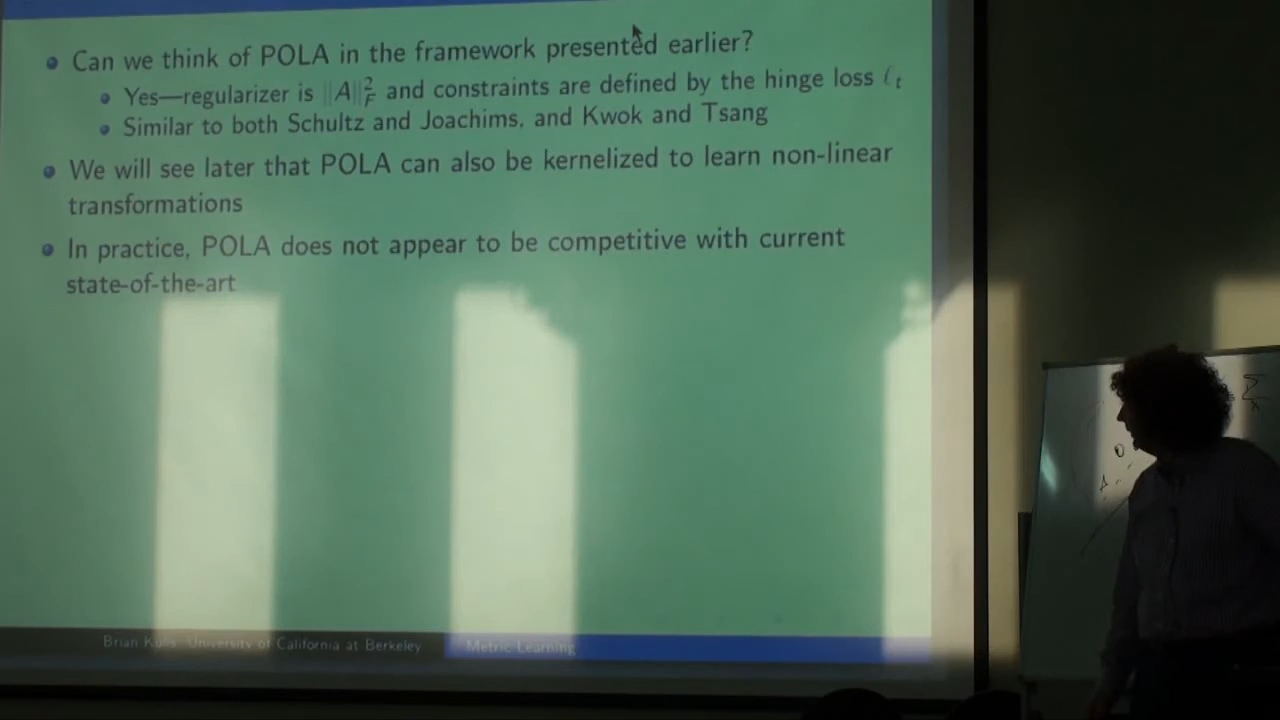 Can we think of POLA in the framework presented earlier?
Yes—regularizer is ||A||²_F and constraints are defined by the hinge loss ℓ_t
Similar to both Schultz and Joachims, and Kwok and Tsang
We will see later that POLA can also be kernelized to learn non-linear
transformations
In practice, POLA does not appear to be competitive with current
state-of-the-art
Brian Kulis, University of California at Berkeley
Metric Learning